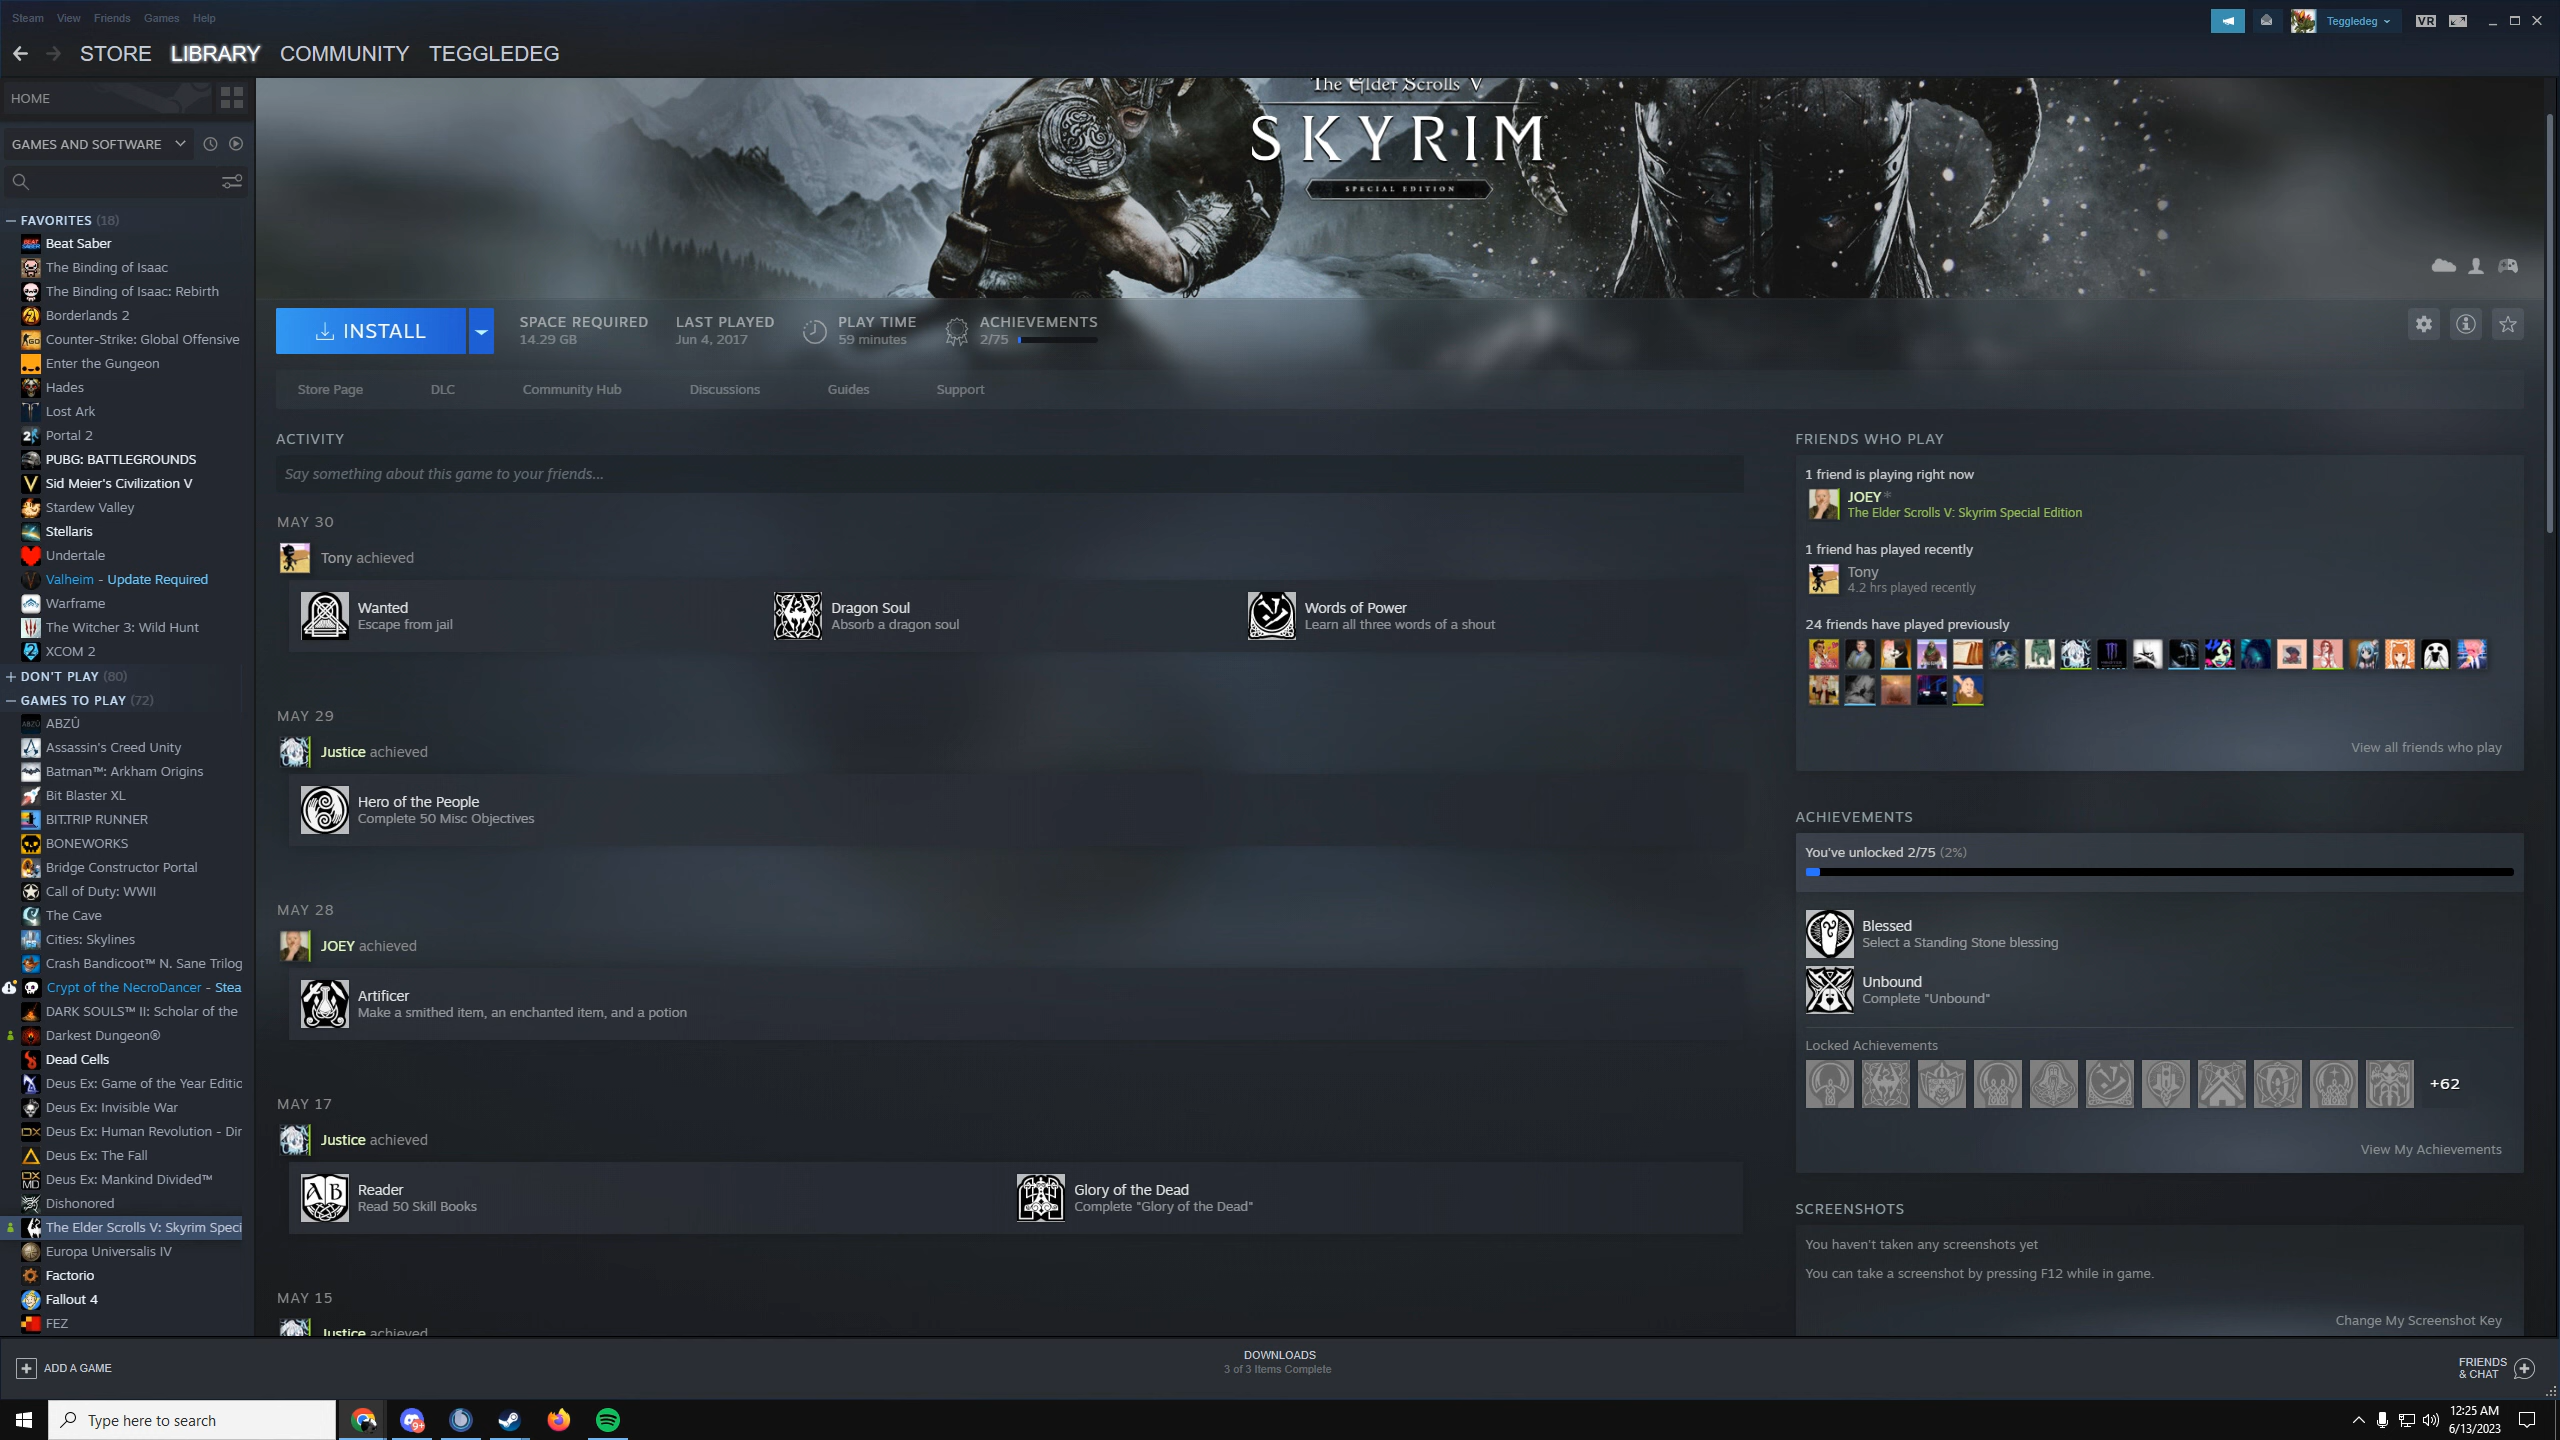 Steam View Friends Games Help
Teggledeg
VR
STORE LIBRARY COMMUNITY TEGGLEDEG
HOME
GAMES AND SOFTWARE
FAVORITES (18)
Beat Saber
The Binding of Isaac
The Binding of Isaac: Rebirth
Borderlands 2
Counter-Strike: Global Offensive
Enter the Gungeon
Hades
Lost Ark
Portal 2
PUBG: BATTLEGROUNDS
Sid Meier's Civilization V
Stardew Valley
Stellaris
Undertale
Valheim - Update Required
Warframe
The Witcher 3: Wild Hunt
XCOM 2
DON'T PLAY (80)
GAMES TO PLAY (72)
ABZÛ
Assassin's Creed Unity
Batman™: Arkham Origins
Bit Blaster XL
BIT.TRIP RUNNER
BONEWORKS
Bridge Constructor Portal
Call of Duty: WWII
The Cave
Cities: Skylines
Crash Bandicoot™ N. Sane Trilog
Crypt of the NecroDancer - Stea
DARK SOULS™ II: Scholar of the
Darkest Dungeon®
Dead Cells
Deus Ex: Game of the Year Editic
Deus Ex: Invisible War
Deus Ex: Human Revolution - Dir
Deus Ex: The Fall
Deus Ex: Mankind Divided™
Dishonored
The Elder Scrolls V: Skyrim Speci
Europa Universalis IV
Factorio
Fallout 4
FEZ
The Elder Scrolls V
SKYRIM
SPECIAL EDITION
INSTALL
SPACE REQUIRED
14.29 GB
LAST PLAYED
Jun 4, 2017
PLAY TIME
59 minutes
ACHIEVEMENTS
2/75
Store Page DLC Community Hub Discussions Guides Support
ACTIVITY
Say something about this game to your friends...
MAY 30
Tony achieved
Wanted
Escape from jail
Dragon Soul
Absorb a dragon soul
Words of Power
Learn all three words of a shout
MAY 29
Justice achieved
Hero of the People
Complete 50 Misc Objectives
MAY 28
JOEY achieved
Artificer
Make a smithed item, an enchanted item, and a potion
MAY 17
Justice achieved
Reader
Read 50 Skill Books
Glory of the Dead
Complete "Glory of the Dead"
MAY 15
Justice achieved
FRIENDS WHO PLAY
1 friend is playing right now
JOEY *
The Elder Scrolls V: Skyrim Special Edition
1 friend has played recently
Tony
4.2 hrs played recently
24 friends have played previously
View all friends who play
ACHIEVEMENTS
You've unlocked 2/75 (2%)
Blessed
Select a Standing Stone blessing
Unbound
Complete "Unbound"
Locked Achievements
+62
View My Achievements
SCREENSHOTS
You haven't taken any screenshots yet
You can take a screenshot by pressing F12 while in game.
Change My Screenshot Key
ADD A GAME
DOWNLOADS
3 of 3 Items Complete
FRIENDS
& CHAT
Type here to search
9+
12:25 AM
6/13/2023